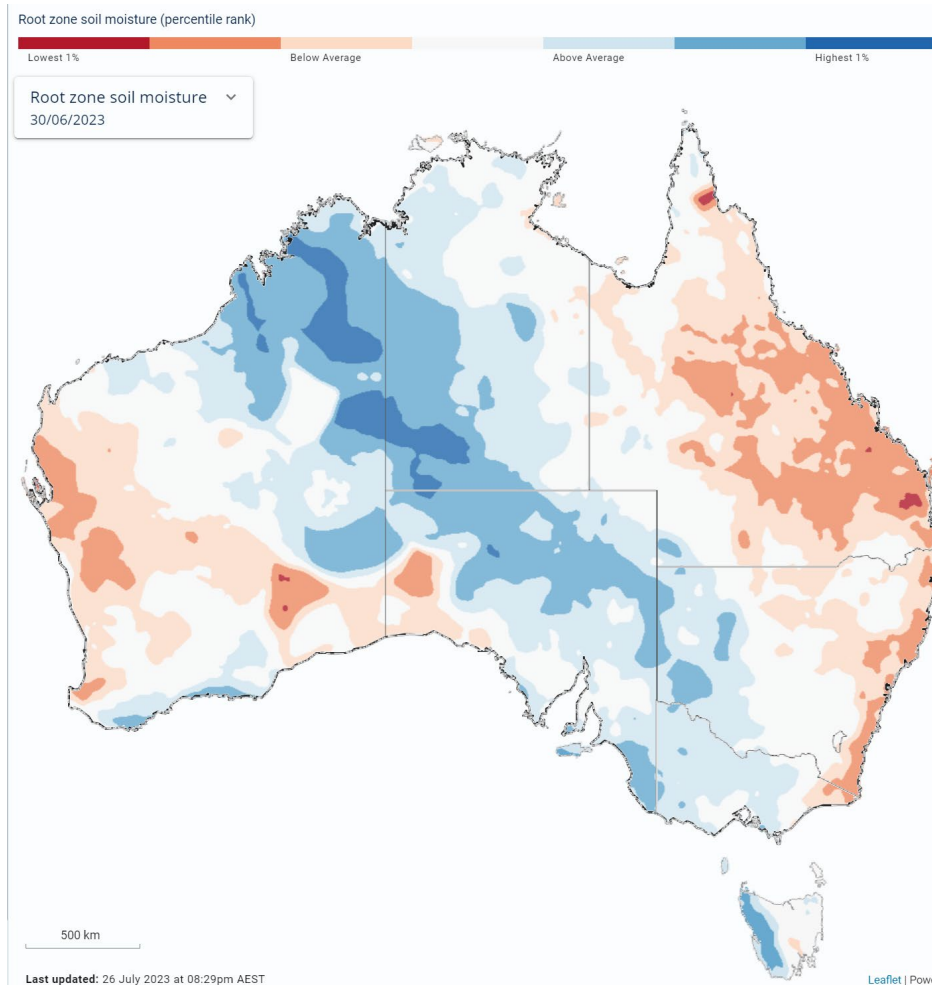 Root zone soil moisture (percentile rank)
Lowest 1% Below Average Above Average Highest 1%
Root zone soil moisture
30/06/2023
500 km
Last updated: 26 July 2023 at 08:29pm AEST
Leaflet | Powe